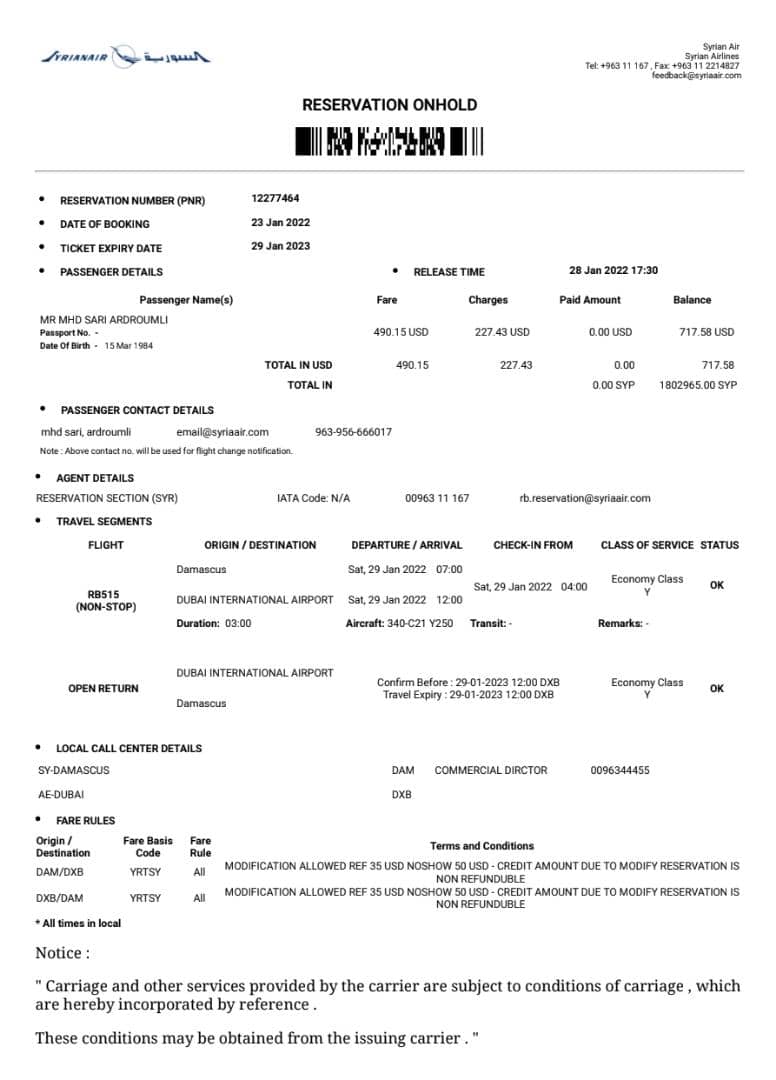 SYRIANAIR السورية
Syrian Air
Syrian Airlines
Tel: +963 11 167 , Fax: +963 11 2214827
feedback@syriaair.com
RESERVATION ONHOLD
• RESERVATION NUMBER (PNR) 12277464
• DATE OF BOOKING 23 Jan 2022
• TICKET EXPIRY DATE 29 Jan 2023
• PASSENGER DETAILS • RELEASE TIME 28 Jan 2022 17:30
Passenger Name(s) Fare Charges Paid Amount Balance
MR MHD SARI ARDROUMLI
Passport No. - 490.15 USD 227.43 USD 0.00 USD 717.58 USD
Date Of Birth - 15 Mar 1984
TOTAL IN USD 490.15 227.43 0.00 717.58
TOTAL IN 0.00 SYP 1802965.00 SYP
• PASSENGER CONTACT DETAILS
mhd sari, ardroumli email@syriaair.com 963-956-666017
Note : Above contact no. will be used for flight change notification.
• AGENT DETAILS
RESERVATION SECTION (SYR) IATA Code: N/A 00963 11 167 rb.reservation@syriaair.com
• TRAVEL SEGMENTS
FLIGHT ORIGIN / DESTINATION DEPARTURE / ARRIVAL CHECK-IN FROM CLASS OF SERVICE STATUS
Damascus Sat, 29 Jan 2022 07:00
RB515 (NON-STOP) Sat, 29 Jan 2022 04:00 Economy Class Y OK
DUBAI INTERNATIONAL AIRPORT Sat, 29 Jan 2022 12:00
Duration: 03:00 Aircraft: 340-C21 Y250 Transit: - Remarks: -
DUBAI INTERNATIONAL AIRPORT
OPEN RETURN Confirm Before : 29-01-2023 12:00 DXB Economy Class OK
Travel Expiry : 29-01-2023 12:00 DXB Y
Damascus
• LOCAL CALL CENTER DETAILS
SY-DAMASCUS DAM COMMERCIAL DIRCTOR 0096344455
AE-DUBAI DXB
• FARE RULES
Origin / Destination Fare Basis Code Fare Rule Terms and Conditions
DAM/DXB YRTSY All MODIFICATION ALLOWED REF 35 USD NOSHOW 50 USD - CREDIT AMOUNT DUE TO MODIFY RESERVATION IS
NON REFUNDUBLE
DXB/DAM YRTSY All MODIFICATION ALLOWED REF 35 USD NOSHOW 50 USD - CREDIT AMOUNT DUE TO MODIFY RESERVATION IS
NON REFUNDUBLE
* All times in local
Notice :
" Carriage and other services provided by the carrier are subject to conditions of carriage , which
are hereby incorporated by reference .
These conditions may be obtained from the issuing carrier . "